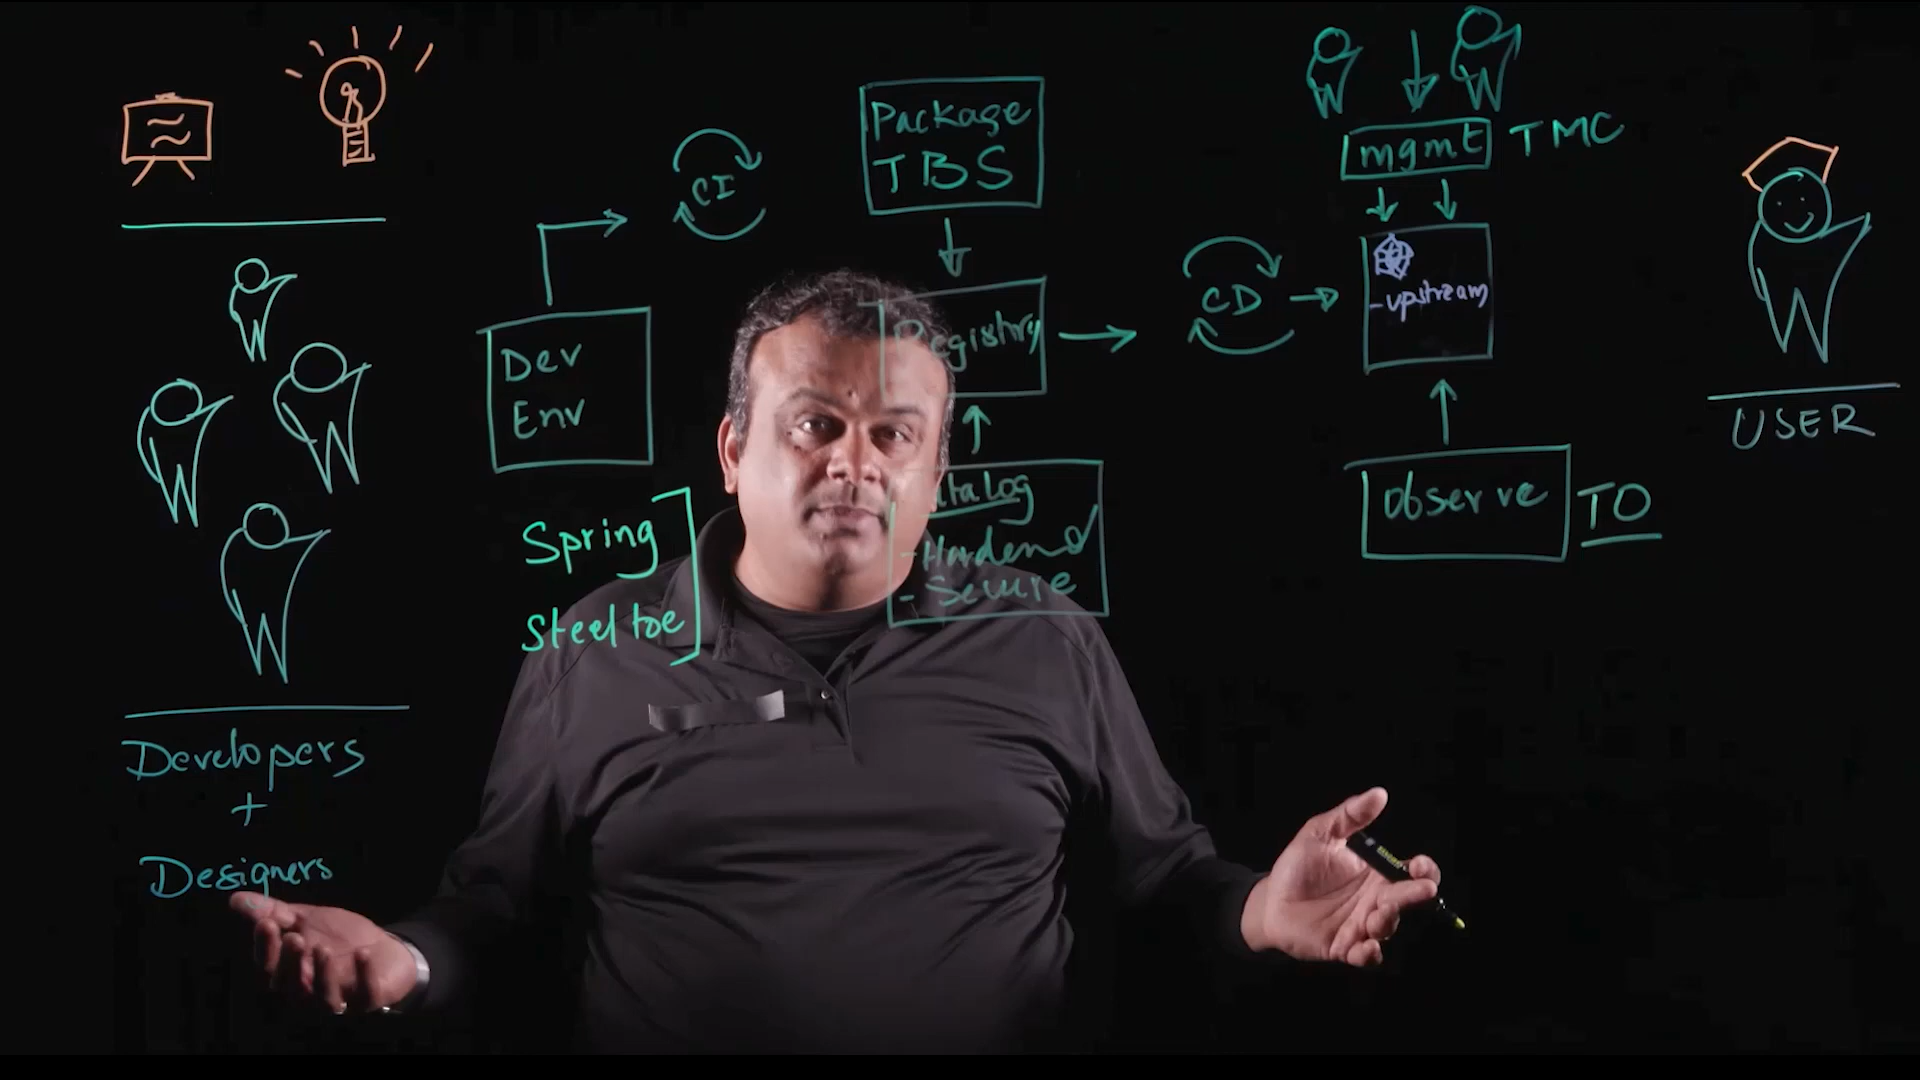 Package
TBS
CI
mgmt
TMC
- upstream
CD
Registry
Dev
Env
USER
Observe
TO
Catalog
- Hardend
- Secure
Spring
Steeltoe
Developers
+
Designers